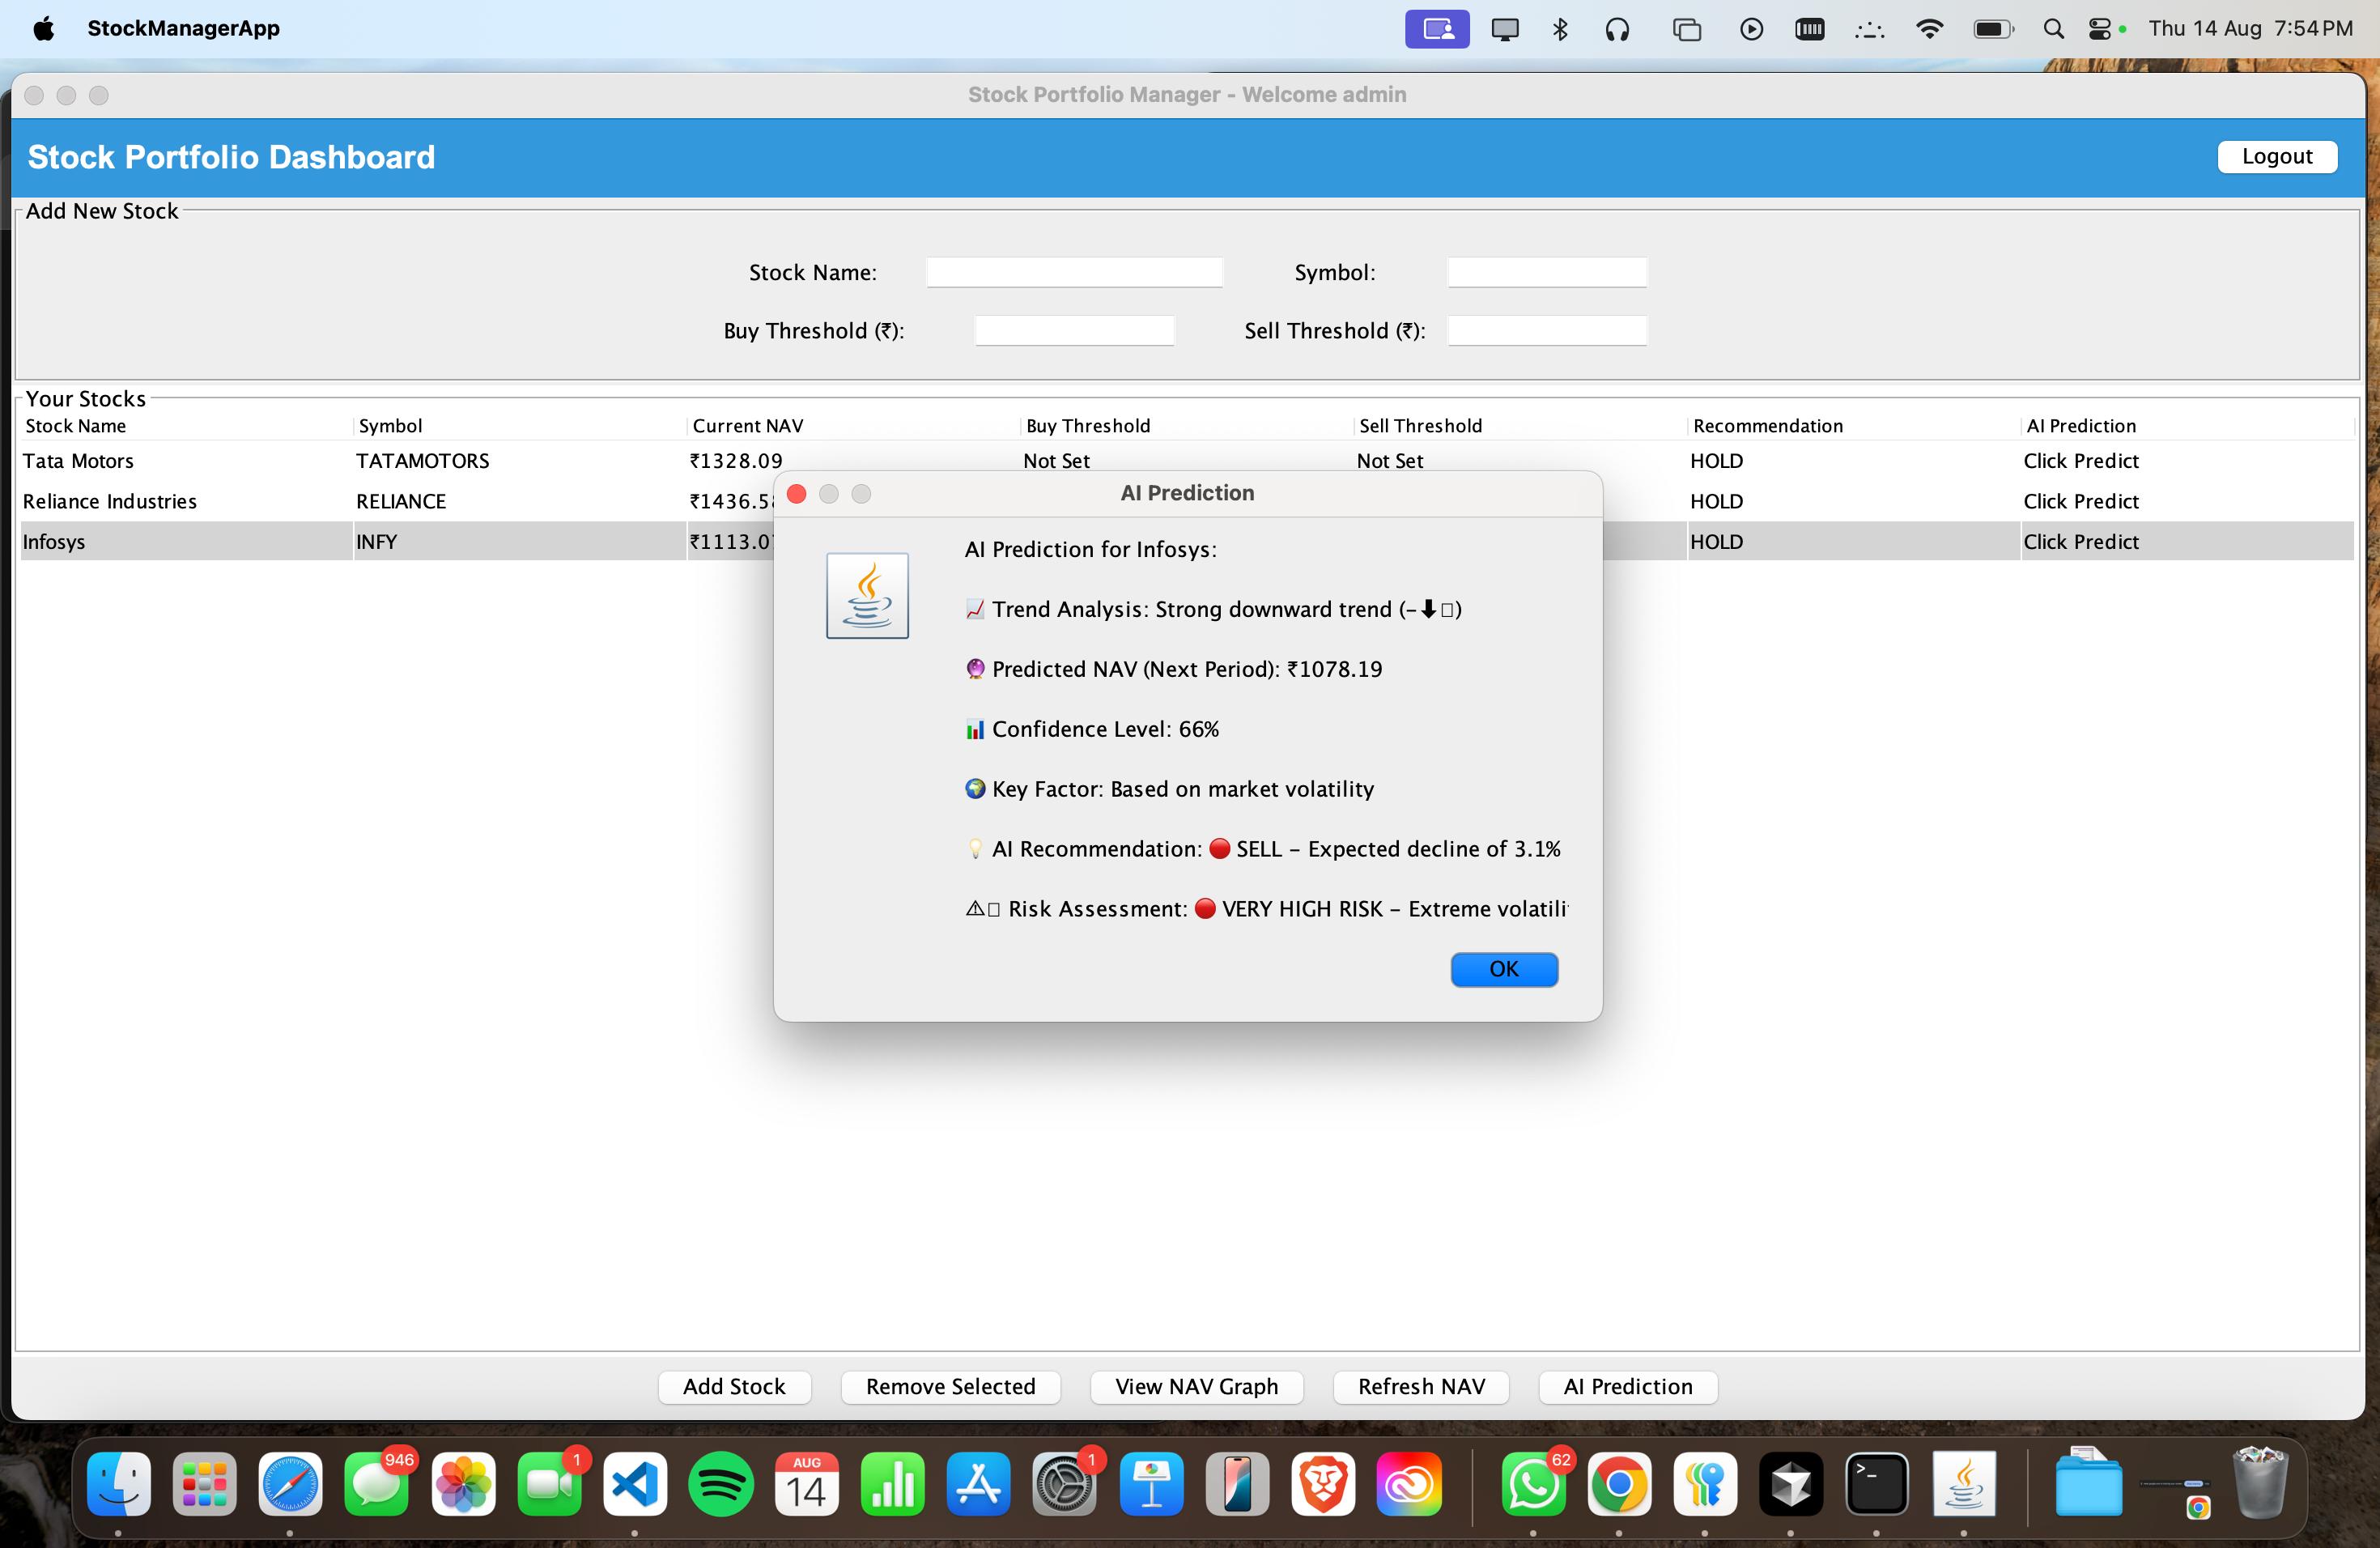 StockManagerApp
Thu 14 Aug 7:54 PM
Stock Portfolio Manager - Welcome admin
Stock Portfolio Dashboard
Logout
Add New Stock
Stock Name:
Symbol:
Buy Threshold (₹):
Sell Threshold (₹):
Your Stocks
Stock Name Symbol Current NAV Buy Threshold Sell Threshold Recommendation AI Prediction
Tata Motors TATAMOTORS ₹1328.09 Not Set Not Set HOLD Click Predict
Reliance Industries RELIANCE ₹1436.5 HOLD Click Predict
Infosys INFY ₹1113.0 HOLD Click Predict
AI Prediction
AI Prediction for Infosys:
📈 Trend Analysis: Strong downward trend (–⬇□)
🔮 Predicted NAV (Next Period): ₹1078.19
📊 Confidence Level: 66%
🌍 Key Factor: Based on market volatility
💡 AI Recommendation: 🔴 SELL – Expected decline of 3.1%
⚠□ Risk Assessment: 🔴 VERY HIGH RISK – Extreme volatili
OK
Add Stock
Remove Selected
View NAV Graph
Refresh NAV
AI Prediction
946
1
AUG
14
1
62
>_